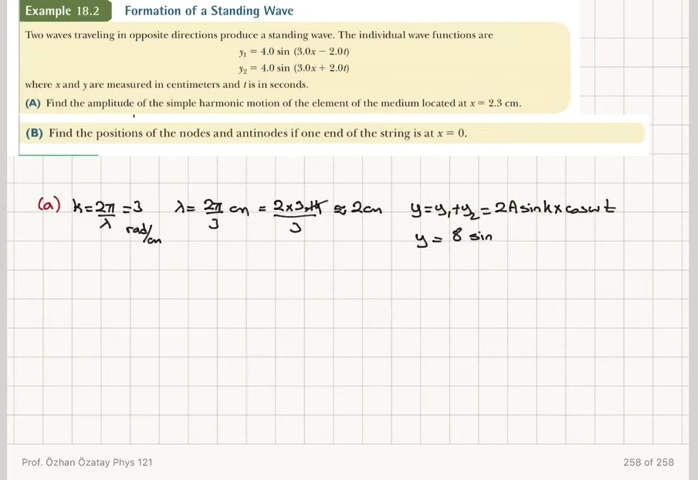 Example 18.2 Formation of a Standing Wave
Two waves traveling in opposite directions produce a standing wave. The individual wave functions are
y₁ = 4.0 sin (3.0x − 2.0t)
y₂ = 4.0 sin (3.0x + 2.0t)
where x and y are measured in centimeters and t is in seconds.
(A) Find the amplitude of the simple harmonic motion of the element of the medium located at x = 2.3 cm.
(B) Find the positions of the nodes and antinodes if one end of the string is at x = 0.
(a) k = 2π/λ = 3 rad/cm λ = 2π/3 cm = 2×3.14/3 ≈ 2cm y = y₁ + y₂ = 2A sin kx cos ωt
y = 8 sin
Prof. Özhan Özatay Phys 121 258 of 258